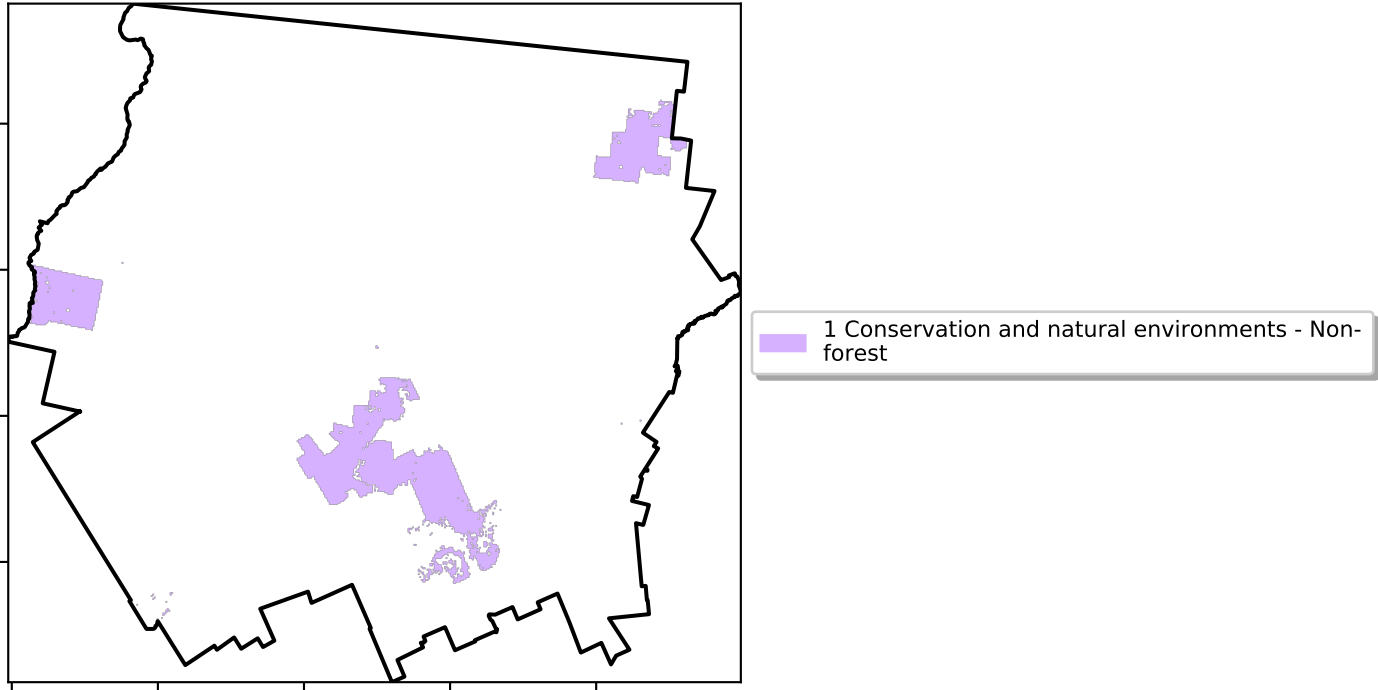 1 Conservation and natural environments - Non-
forest